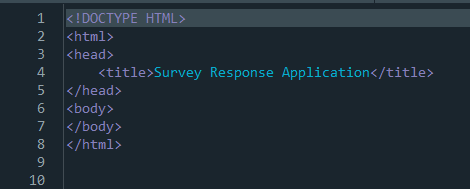 1 <!DOCTYPE HTML>
2 <html>
3 <head>
4     <title>Survey Response Application</title>
5 </head>
6 <body>
7 </body>
8 </html>
9
10